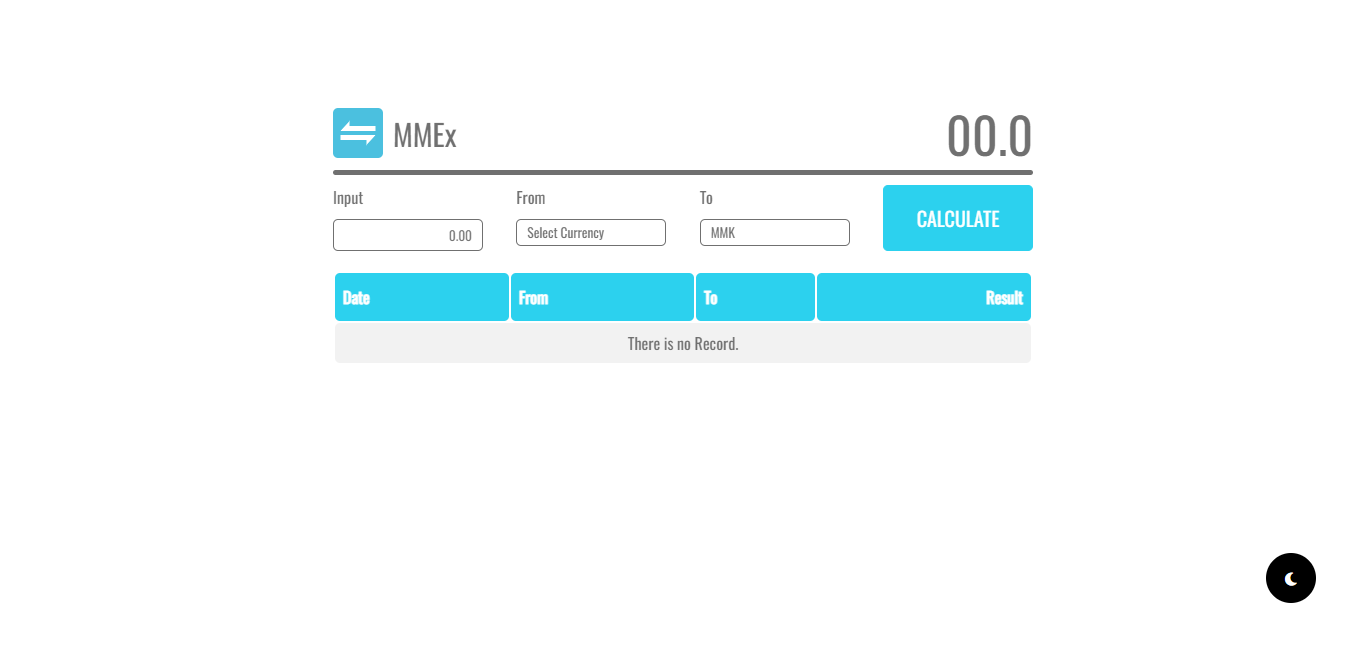 MMEx
00.0
Input From To
CALCULATE
0.00 Select Currency MMK
Date From To Result
There is no Record.